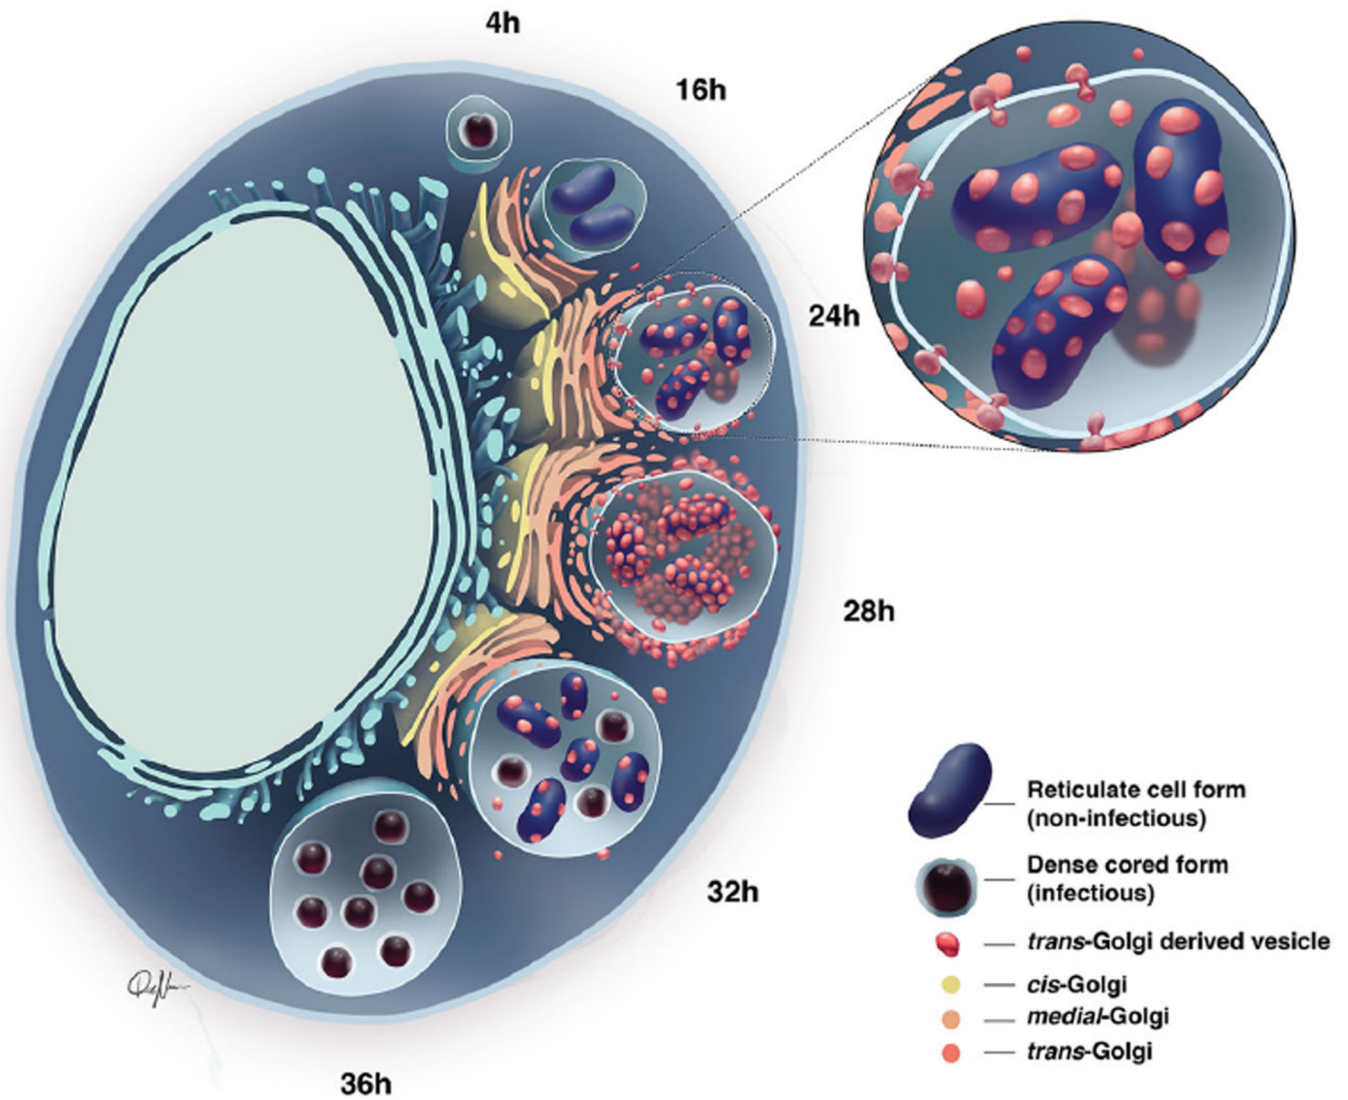 4h
16h
24h
28h
32h
36h
Reticulate cell form
(non-infectious)
Dense cored form
(infectious)
trans-Golgi derived vesicle
cis-Golgi
medial-Golgi
trans-Golgi